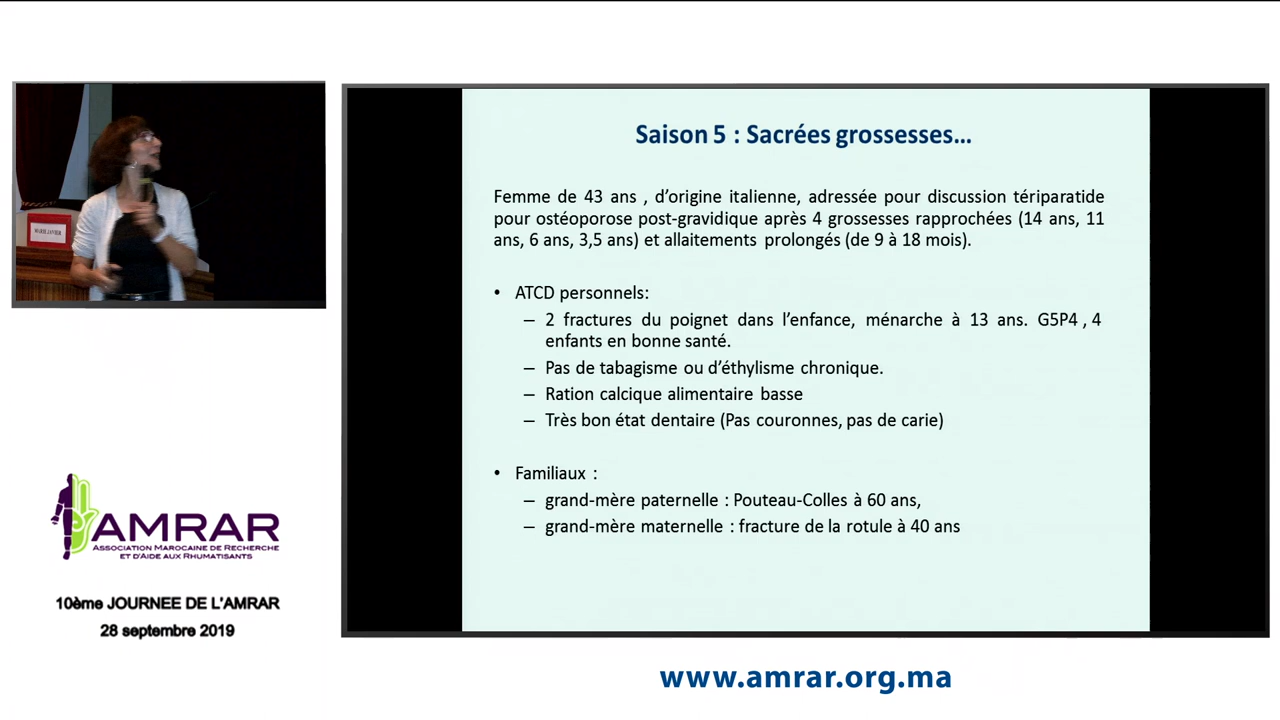 Saison 5 : Sacrées grossesses...
Femme de 43 ans , d'origine italienne, adressée pour discussion tériparatide
pour ostéoporose post-gravidique après 4 grossesses rapprochées (14 ans, 11
ans, 6 ans, 3,5 ans) et allaitements prolongés (de 9 à 18 mois).
• ATCD personnels:
– 2 fractures du poignet dans l'enfance, ménarche à 13 ans. G5P4 , 4
enfants en bonne santé.
– Pas de tabagisme ou d'éthylisme chronique.
– Ration calcique alimentaire basse
– Très bon état dentaire (Pas couronnes, pas de carie)
• Familiaux :
– grand-mère paternelle : Pouteau-Colles à 60 ans,
– grand-mère maternelle : fracture de la rotule à 40 ans
AMRAR
ASSOCIATION MAROCAINE DE RECHERCHE
ET D'AIDE AUX RHUMATISANTS
10ème JOURNEE DE L'AMRAR
28 septembre 2019
www.amrar.org.ma